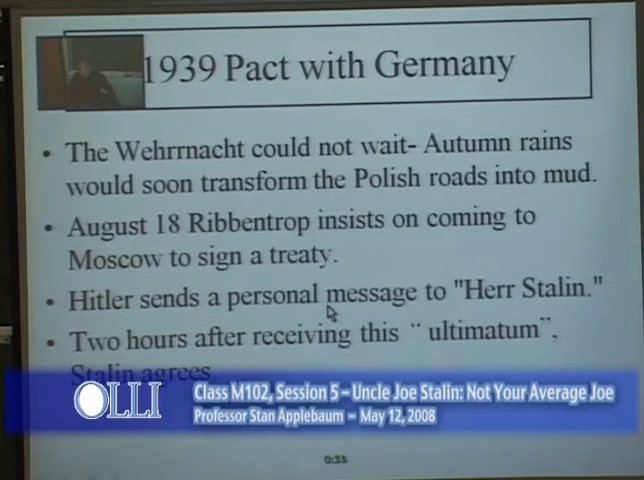 1939 Pact with Germany
• The Wehrrnacht could not wait- Autumn rains
would soon transform the Polish roads into mud.
• August 18 Ribbentrop insists on coming to
Moscow to sign a treaty.
• Hitler sends a personal message to "Herr Stalin."
• Two hours after receiving this “ ultimatum”,
Stalin agrees.
OLLI
Class M102, Session 5 – Uncle Joe Stalin: Not Your Average Joe
Professor Stan Applebaum – May 12, 2008